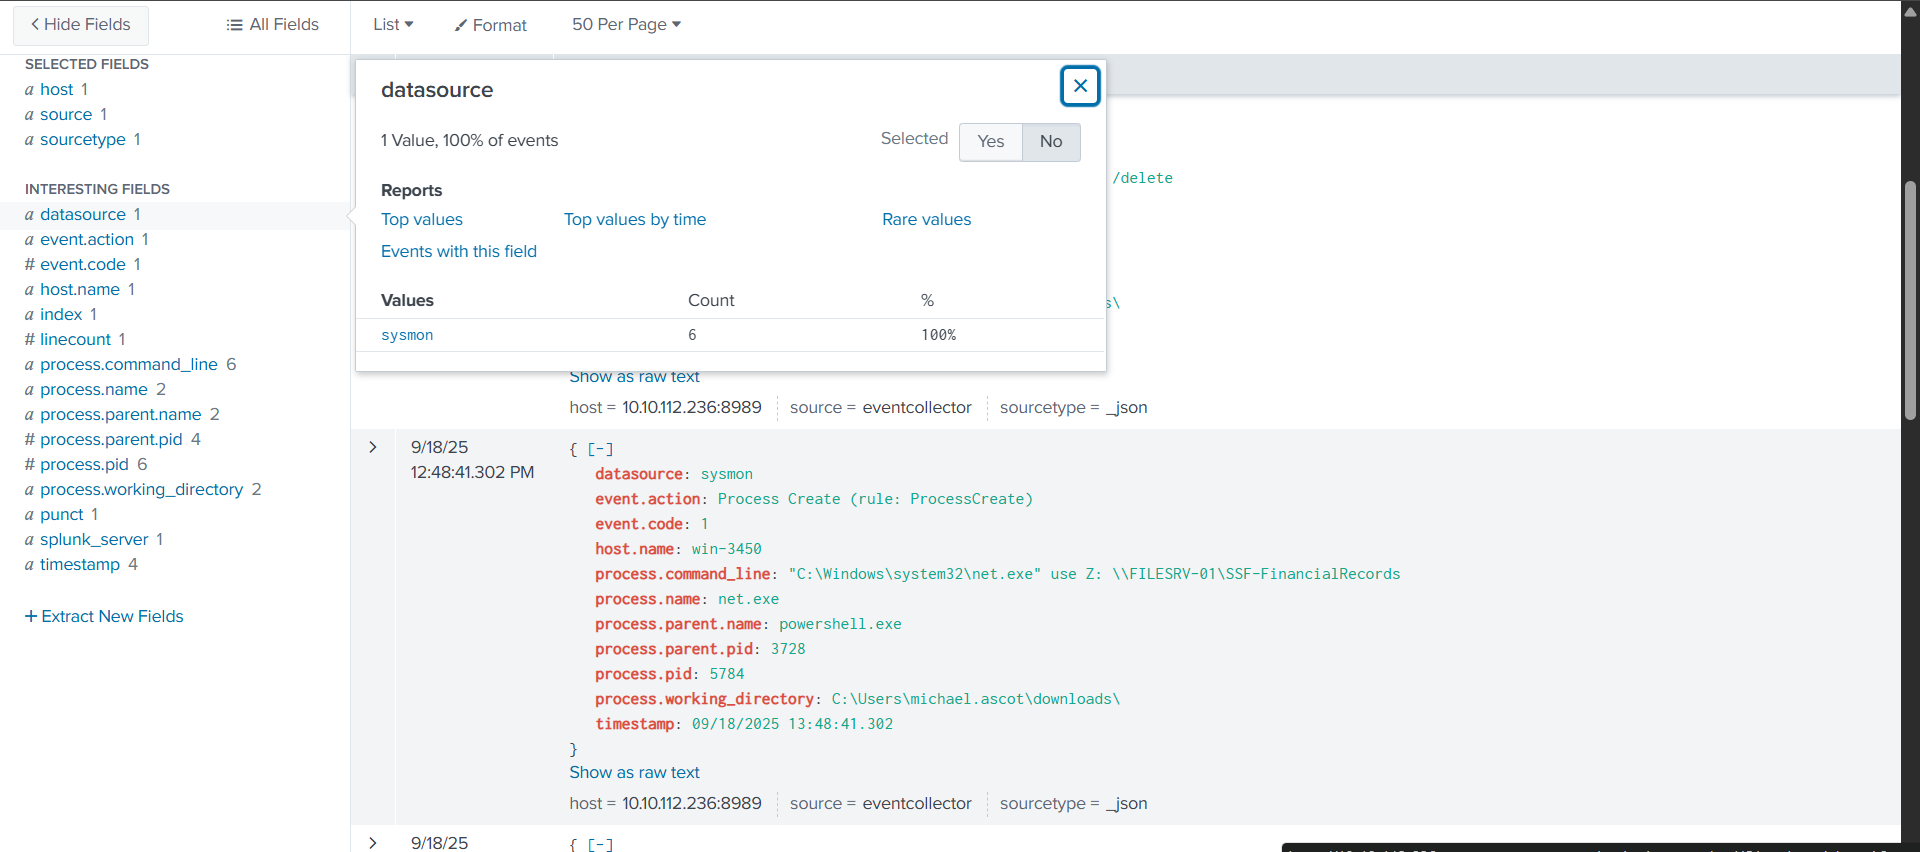 Hide Fields
All Fields
List
Format
50 Per Page
SELECTED FIELDS
a host 1
a source 1
a sourcetype 1
INTERESTING FIELDS
a datasource 1
a event.action 1
# event.code 1
a host.name 1
a index 1
# linecount 1
a process.command_line 6
a process.name 2
a process.parent.name 2
# process.parent.pid 4
# process.pid 6
a process.working_directory 2
a punct 1
a splunk_server 1
a timestamp 4
+ Extract New Fields
datasource
1 Value, 100% of events
Selected Yes No
Reports
Top values Top values by time Rare values
Events with this field
Values Count %
sysmon 6 100%
/delete
s\
Show as raw text
host = 10.10.112.236:8989 source = eventcollector sourcetype = _json
9/18/25
12:48:41.302 PM
{ [-]
datasource: sysmon
event.action: Process Create (rule: ProcessCreate)
event.code: 1
host.name: win-3450
process.command_line: "C:\Windows\system32\net.exe" use Z: \\FILESRV-01\SSF-FinancialRecords
process.name: net.exe
process.parent.name: powershell.exe
process.parent.pid: 3728
process.pid: 5784
process.working_directory: C:\Users\michael.ascot\downloads\
timestamp: 09/18/2025 13:48:41.302
}
Show as raw text
host = 10.10.112.236:8989 source = eventcollector sourcetype = _json
9/18/25
{ [-]